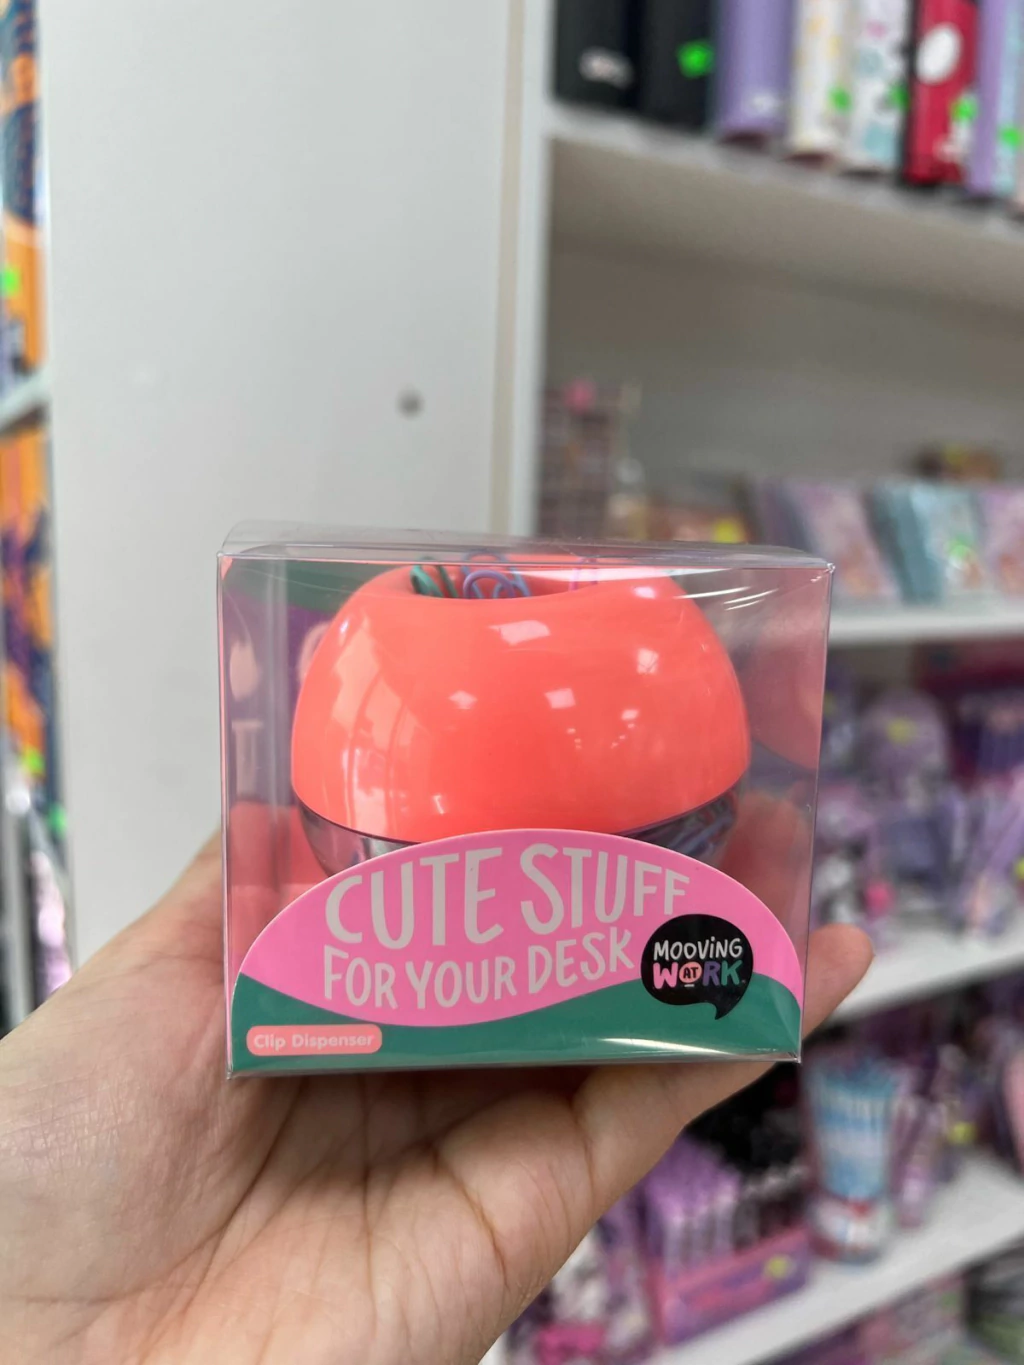 CUTE STUFF
FOR YOUR DESK
MOOViNG
AT
WORK
Clip Dispenser